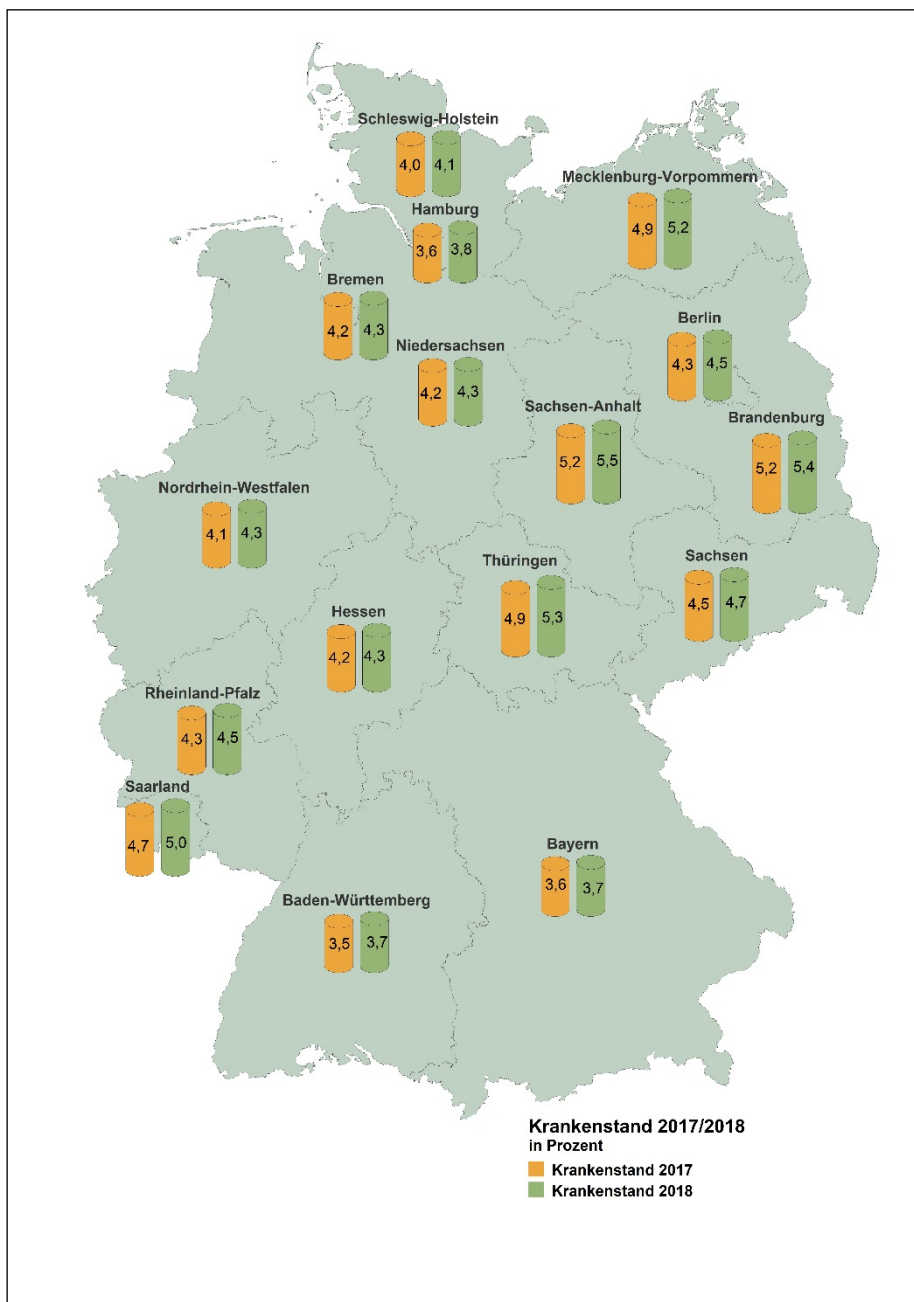 Schleswig-Holstein
4,0 4,1
Mecklenburg-Vorpommern
4,9 5,2
Hamburg
3,6 3,8
Bremen
4,2 4,3
Berlin
4,3 4,5
Niedersachsen
4,2 4,3
Sachsen-Anhalt
5,2 5,5
Brandenburg
5,2 5,4
Nordrhein-Westfalen
4,1 4,3
Thüringen
4,9 5,3
Sachsen
4,5 4,7
Hessen
4,2 4,3
Rheinland-Pfalz
4,3 4,5
Saarland
4,7 5,0
Bayern
3,6 3,7
Baden-Württemberg
3,5 3,7
Krankenstand 2017/2018
in Prozent
Krankenstand 2017
Krankenstand 2018